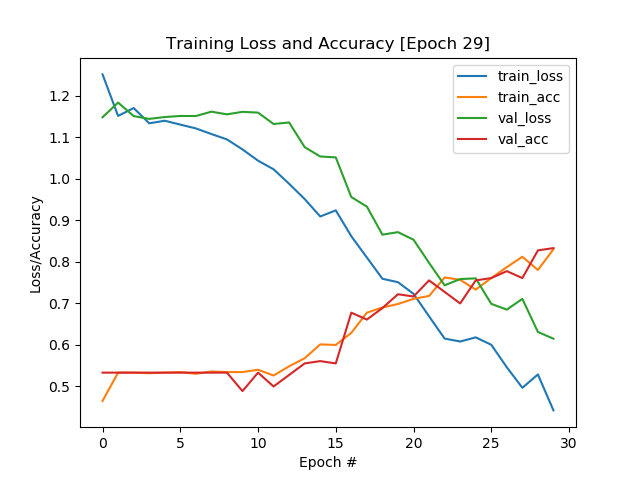 Training Loss and Accuracy [Epoch 29]
train_loss
train_acc
val_loss
val_acc
1.2
1.1
1.0
0.9
0.8
0.7
0.6
0.5
Loss/Accuracy
0 5 10 15 20 25 30
Epoch #